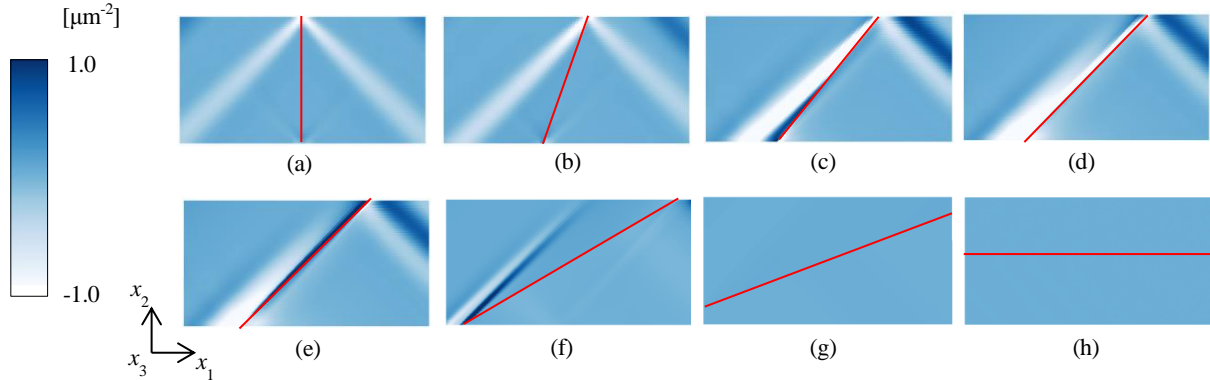 [μm-2]
1.0
-1.0
(a)
(b)
(c)
(d)
(e)
(f)
(g)
(h)
x2
x3
x1